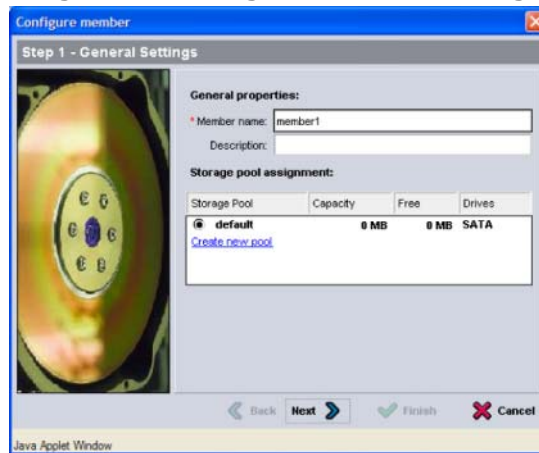 Configure member
Step 1 - General Settings
General properties:
* Member name: member1
Description:
Storage pool assignment:
Storage Pool Capacity Free Drives
default 0 MB 0 MB SATA
Create new pool
Back Next Finish Cancel
Java Applet Window